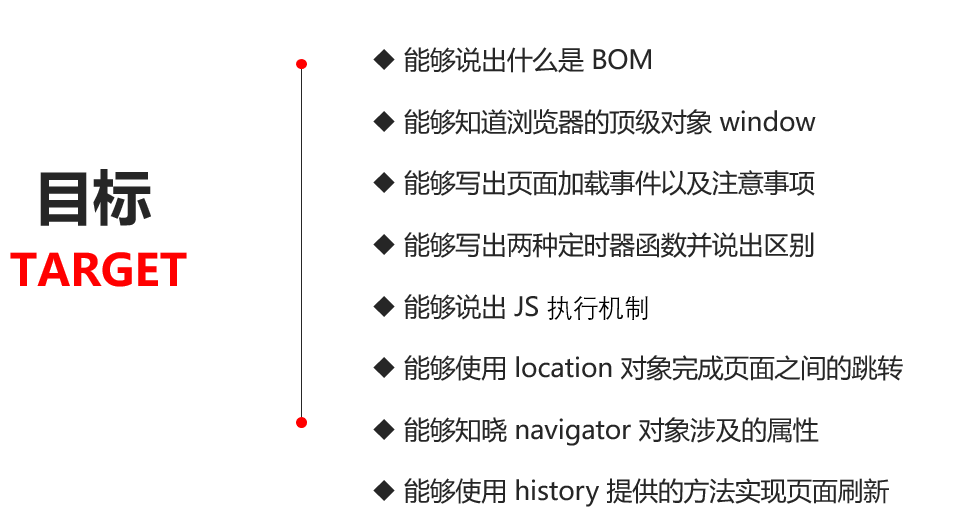 目标
TARGET
◆ 能够说出什么是 BOM
◆ 能够知道浏览器的顶级对象 window
◆ 能够写出页面加载事件以及注意事项
◆ 能够写出两种定时器函数并说出区别
◆ 能够说出 JS 执行机制
◆ 能够使用 location 对象完成页面之间的跳转
◆ 能够知晓 navigator 对象涉及的属性
◆ 能够使用 history 提供的方法实现页面刷新